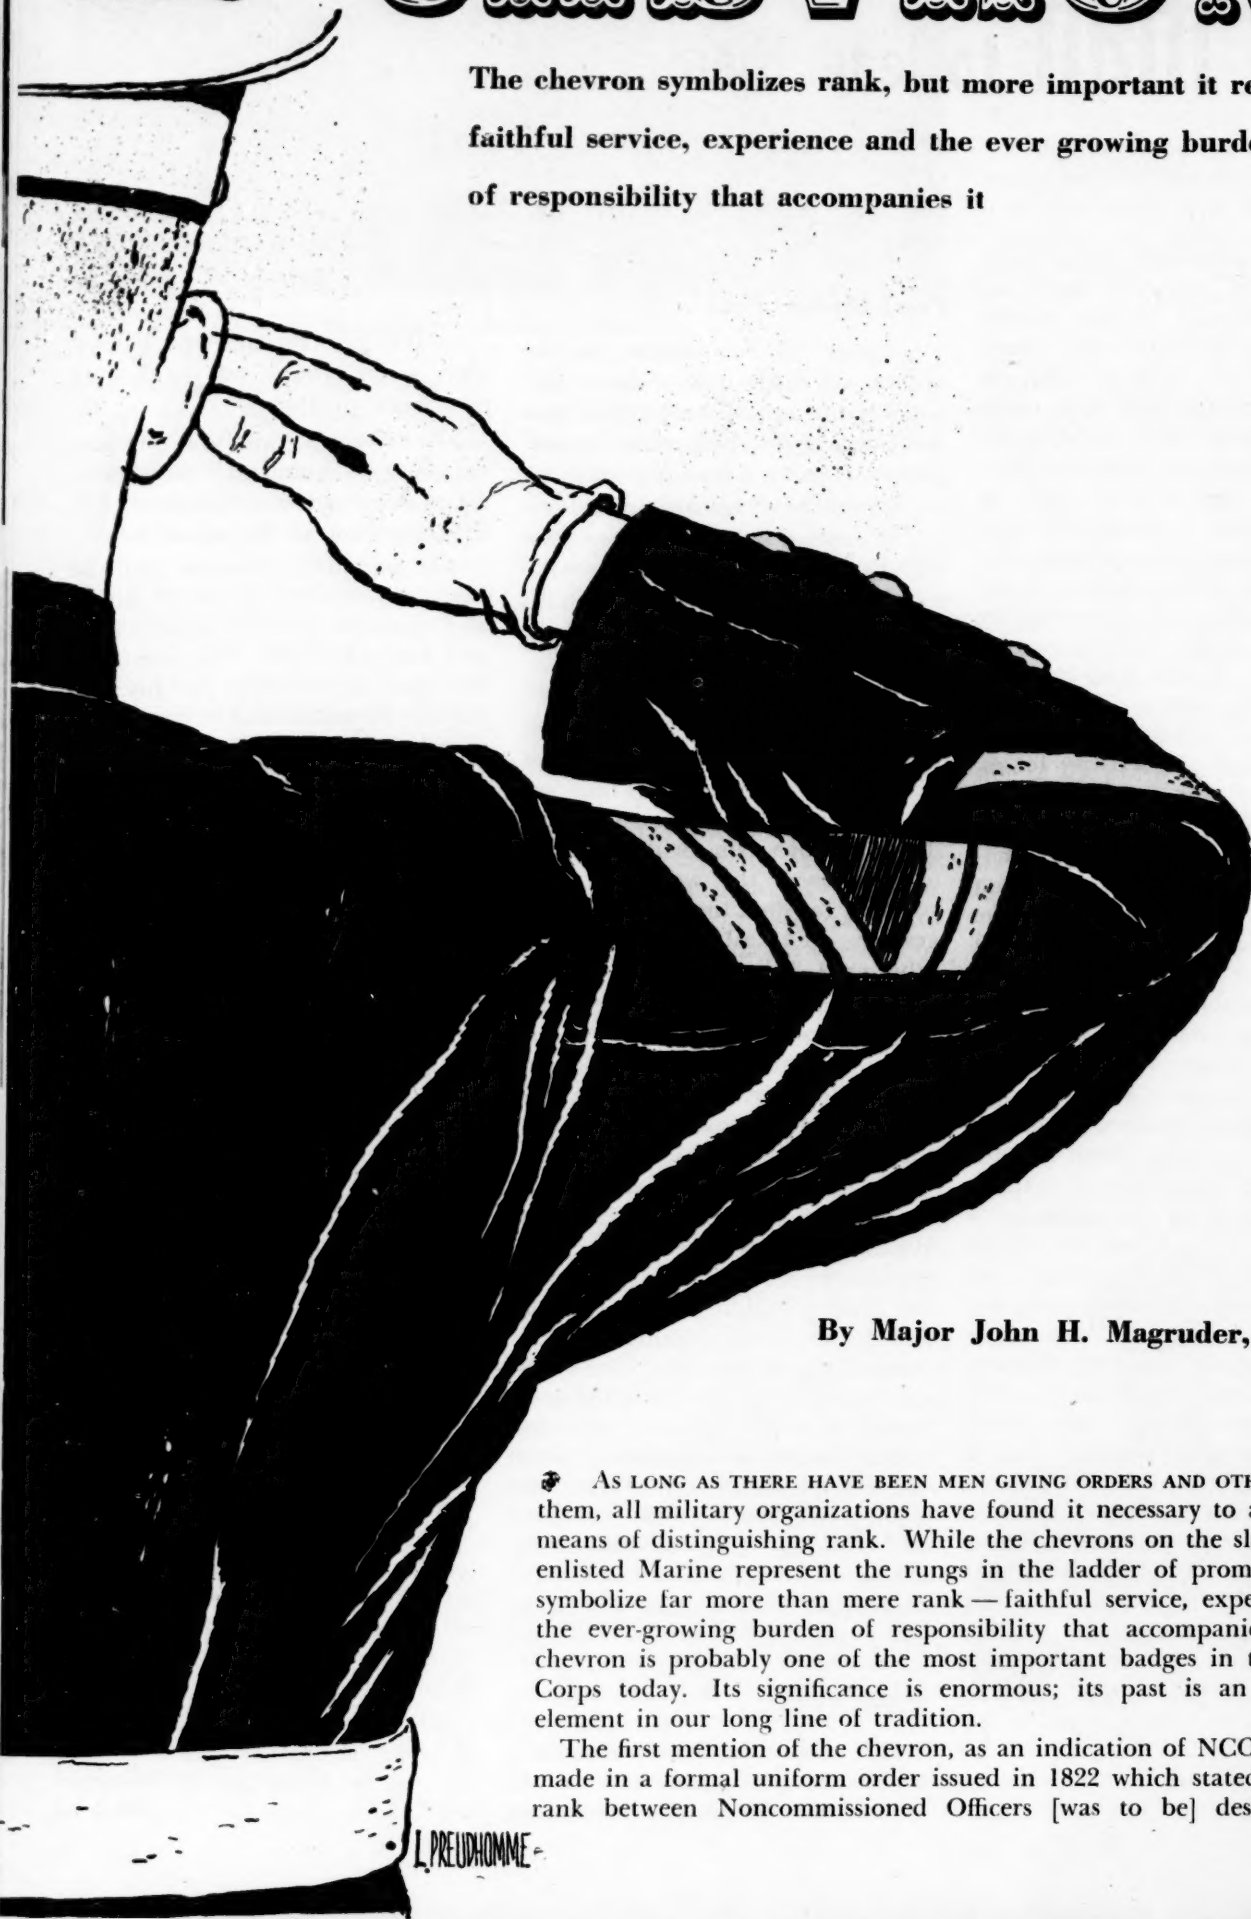 The chevron symbolizes rank, but more important it re
faithful service, experience and the ever growing burde
of responsibility that accompanies it
By Major John H. Magruder,
AS LONG AS THERE HAVE BEEN MEN GIVING ORDERS AND OTH
them, all military organizations have found it necessary to a
means of distinguishing rank. While the chevrons on the sl
enlisted Marine represent the rungs in the ladder of prom
symbolize far more than mere rank — faithful service, expe
the ever-growing burden of responsibility that accompani
chevron is probably one of the most important badges in t
Corps today. Its significance is enormous; its past is an
element in our long line of tradition.
The first mention of the chevron, as an indication of NCO
made in a formal uniform order issued in 1822 which stated
rank between Noncommissioned Officers [was to be] des
L. PREUDHOMME-